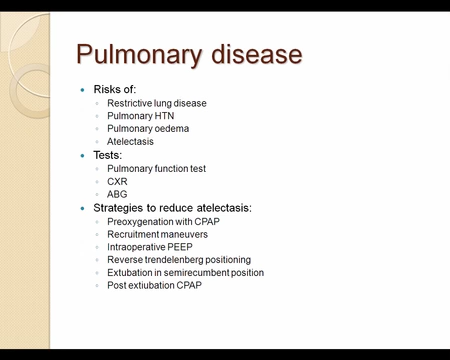 Pulmonary disease
Risks of:
Restrictive lung disease
Pulmonary HTN
Pulmonary oedema
Atelectasis
Tests:
Pulmonary function test
CXR
ABG
Strategies to reduce atelectasis:
Preoxygenation with CPAP
Recruitment maneuvers
Intraoperative PEEP
Reverse trendelenberg positioning
Extubation in semirecumbent position
Post extiubation CPAP